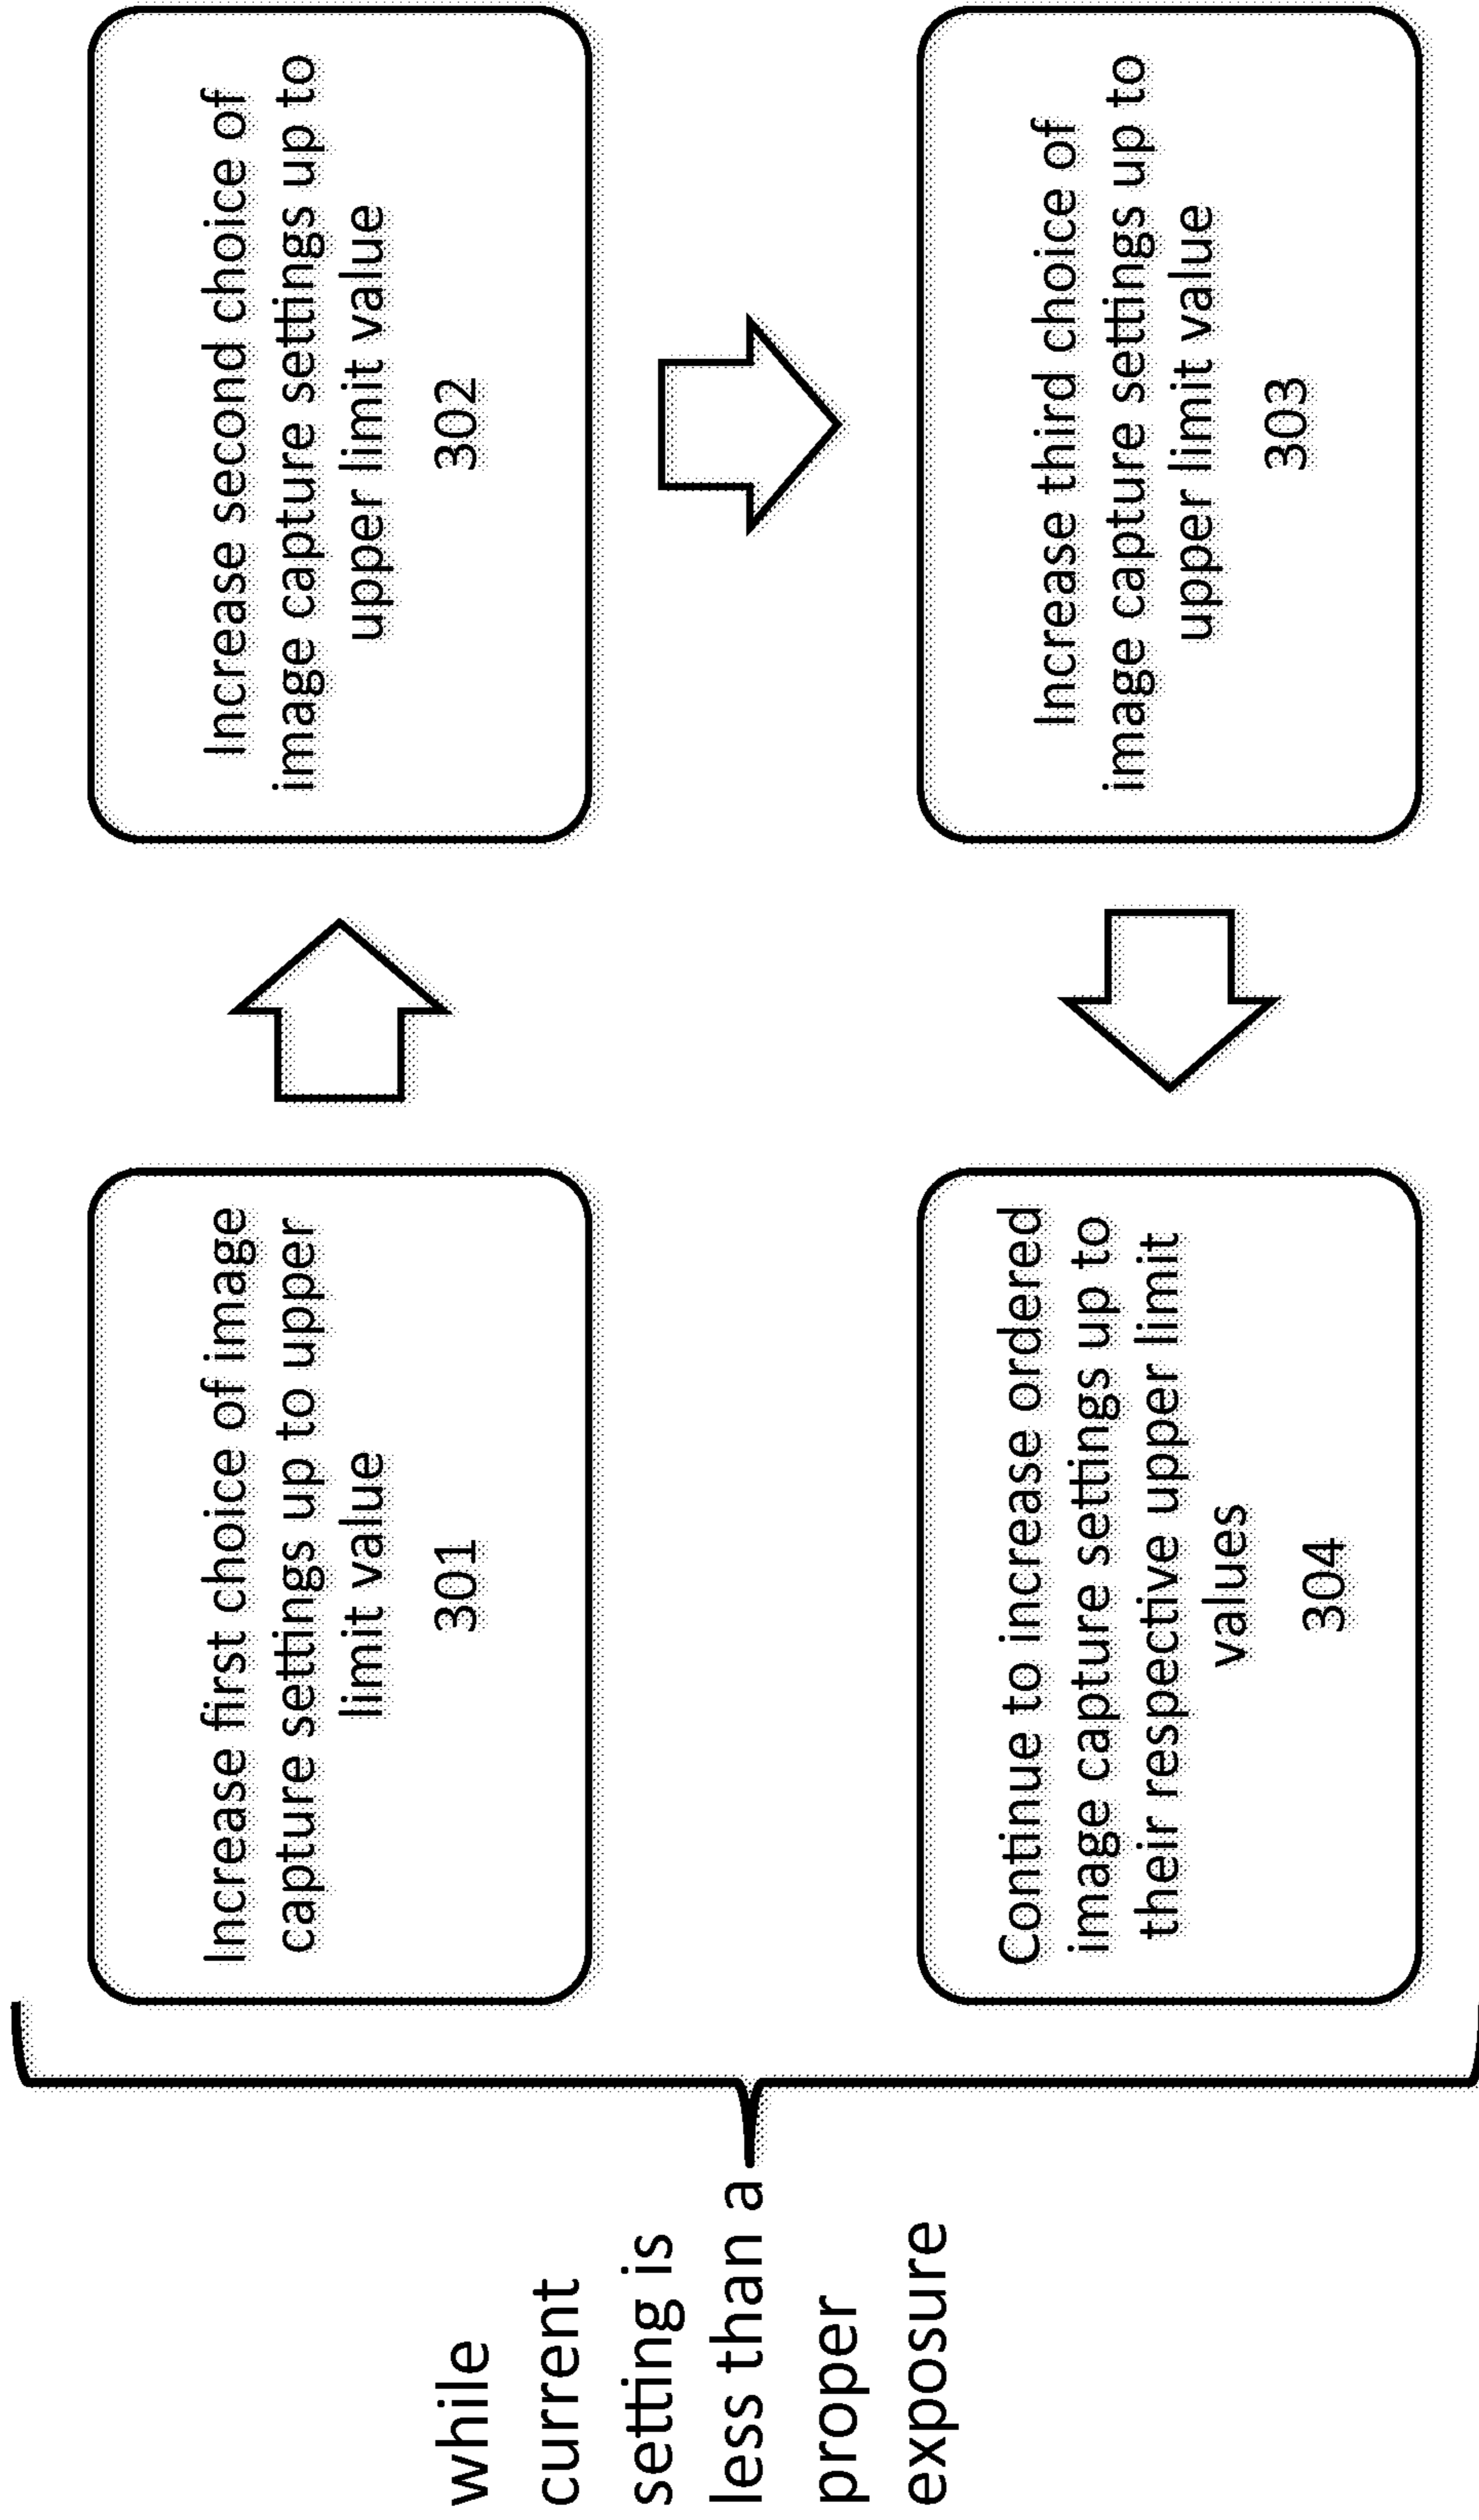 while
current
setting is
less than a
proper
exposure
Increase first choice of image
capture settings up to upper
limit value
301
Increase second choice of
image capture settings up to
upper limit value
302
Increase third choice of
image capture settings up to
upper limit value
303
Continue to increase ordered
image capture settings up to
their respective upper limit
values
304